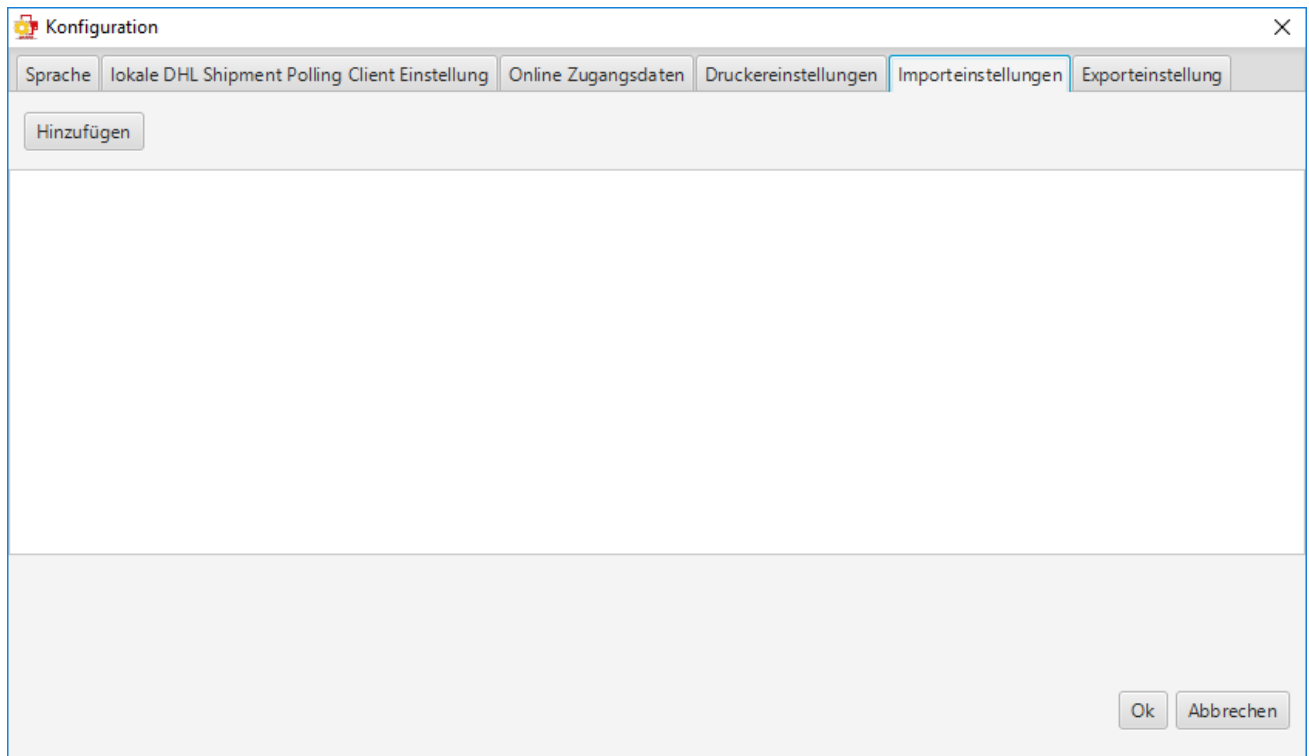 Konfiguration
Sprache lokale DHL Shipment Polling Client Einstellung Online Zugangsdaten Druckereinstellungen Importeinstellungen Exporteinstellung
Hinzufügen
Ok Abbrechen